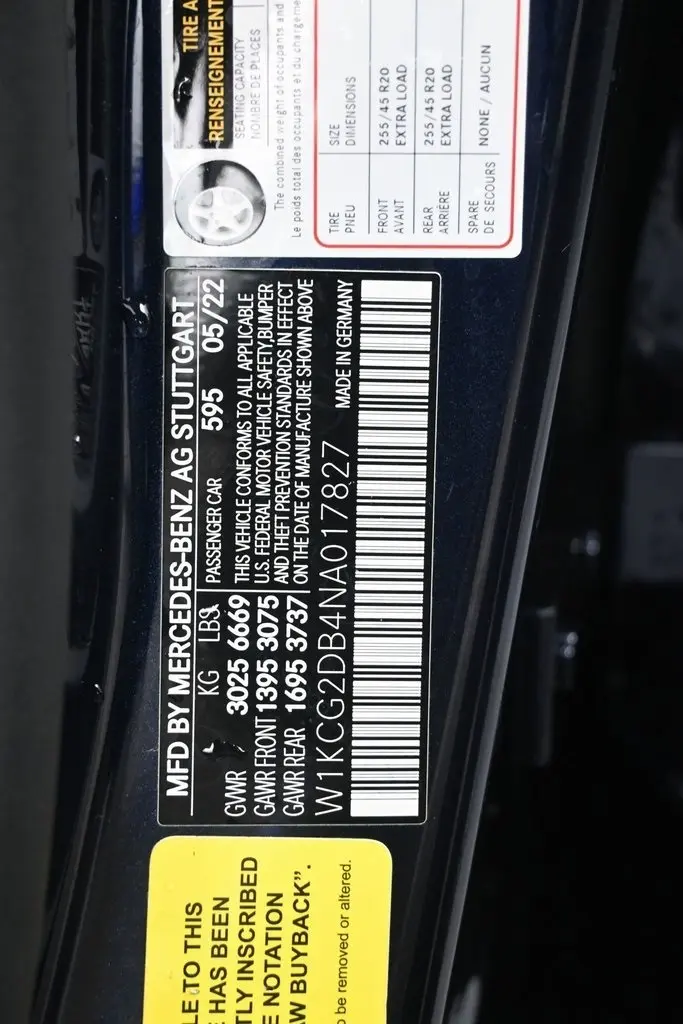 TIRE A
RENSEIGNEMENT
SEATING CAPACITY
NOMBRE DE PLACES
The combined weight of occupants and
Le poids total des occupants et du chargeme
TIRE SIZE
PNEU DIMENSIONS
FRONT 255/45 R20
AVANT EXTRA LOAD
REAR 255/45 R20
ARRIÈRE EXTRA LOAD
SPARE NONE / AUCUN
DE SECOURS
MFD BY MERCEDES-BENZ AG STUTTGART
KG LBS PASSENGER CAR 595 05/22
GVWR 3025 6669
GAWR FRONT 1395 3075
GAWR REAR 1695 3737
THIS VEHICLE CONFORMS TO ALL APPLICABLE
U.S. FEDERAL MOTOR VEHICLE SAFETY,BUMPER
AND THEFT PREVENTION STANDARDS IN EFFECT
ON THE DATE OF MANUFACTURE SHOWN ABOVE
W1KCG2DB4NA017827 MADE IN GERMANY
LE TO THIS
HAS BEEN
TLY INSCRIBED
E NOTATION
AW BUYBACK".
o be removed or altered.